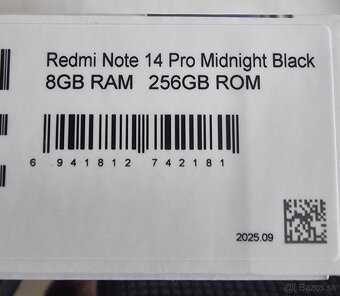 Redmi Note 14 Pro Midnight Black
8GB RAM 256GB ROM
6 941812 742181
2025.09
Bazos.sk